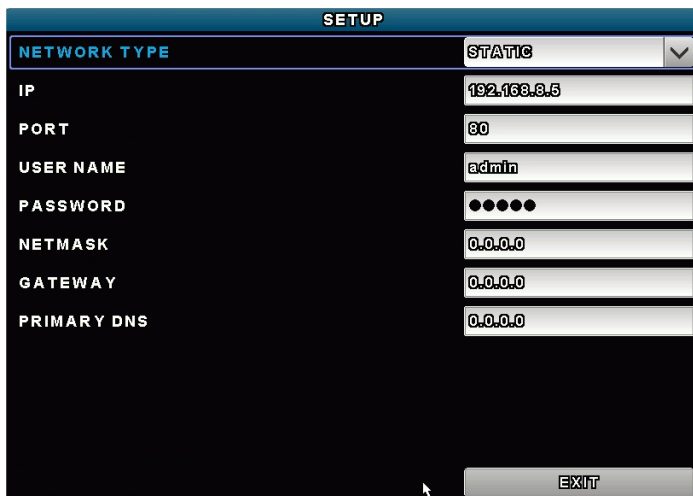 SETUP
NETWORK TYPE STATIC
IP 192.168.8.5
PORT 80
USER NAME admin
PASSWORD ●●●●●
NETMASK 0.0.0.0
GATEWAY 0.0.0.0
PRIMARY DNS 0.0.0.0
EXIT